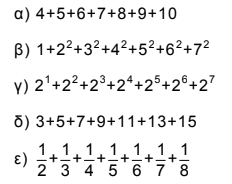 α) 4+5+6+7+8+9+10
β) 1+2²+3²+4²+5²+6²+7²
γ) 2¹+2²+2³+2⁴+2⁵+2⁶+2⁷
δ) 3+5+7+9+11+13+15
ε) 1/2+1/3+1/4+1/5+1/6+1/7+1/8